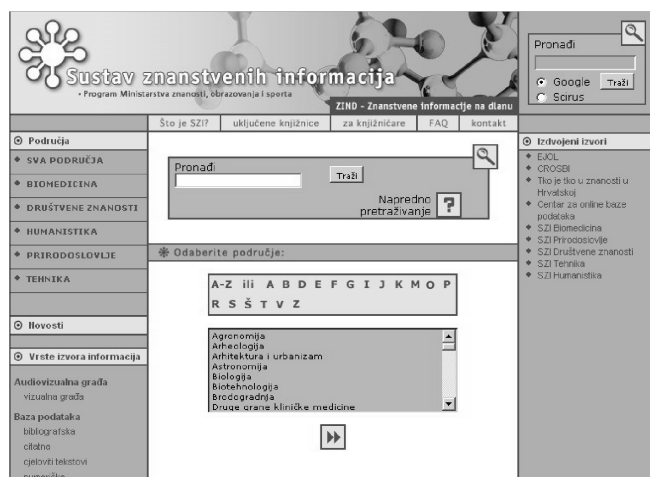 Sustav znanstvenih informacija
• Program Ministarstva znanosti, obrazovanja i sporta
ZIND - Znanstvene informacije na dlanu
Pronađi
Google
Traži
Scirus
Što je SZI?
uključene knjižnice
za knjižničare
FAQ
kontakt
Područja
SVA PODRUČJA
BIOMEDICINA
DRUŠTVENE ZNANOSTI
HUMANISTIKA
PRIRODOSLOVLJE
TEHNIKA
Novosti
Vrste izvora informacija
Audiovizualna građa
vizualna građa
Baza podataka
bibliografska
citatna
cjeloviti tekstovi
numerička
Pronađi
Traži
Napredno
pretraživanje
?
Odaberite područje:
A-Z ili A B D E F G I J K M O P
R S Š T V Z
Agronomija
Arheologija
Arhitektura i urbanizam
Astronomija
Biologija
Biotehnologija
Brodogradnja
Druge grane kliničke medicine
Izdvojeni izvori
EJOL
CROSBI
Tko je tko u znanosti u
Hrvatskoj
Centar za online baze
podataka
SZI Biomedicina
SZI Prirodoslovlje
SZI Društvene znanosti
SZI Tehnika
SZI Humanistika